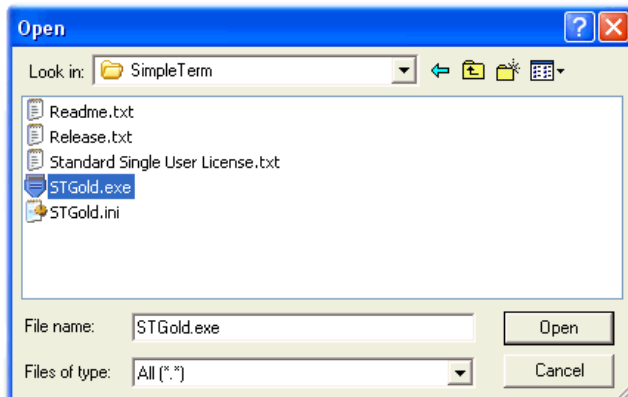 Open
Look in: SimpleTerm
Readme.txt
Release.txt
Standard Single User License.txt
STGold.exe
STGold.ini
File name: STGold.exe Open
Files of type: All (*.*) Cancel